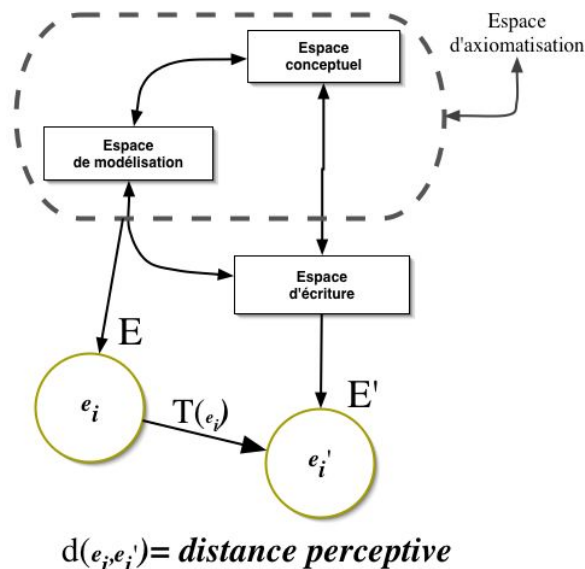 Espace
conceptuel
Espace
d'axiomatisation
Espace
de modélisation
Espace
d'écriture
E
E'
e_i
T(e_i)
e_i'
d(e_i,e_i')= distance perceptive